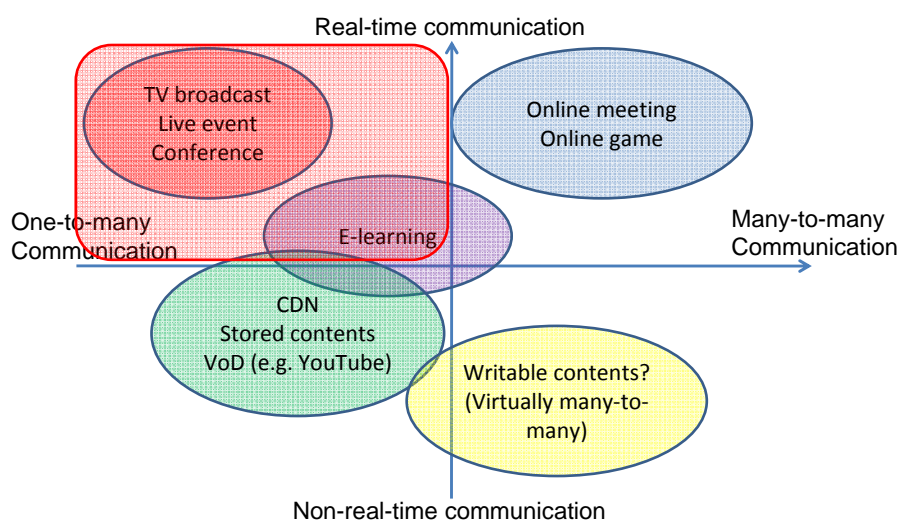 Real-time communication
TV broadcast
Live event
Conference
Online meeting
Online game
One-to-many
Communication
E-learning
Many-to-many
Communication
CDN
Stored contents
VoD (e.g. YouTube)
Writable contents?
(Virtually many-to-
many)
Non-real-time communication